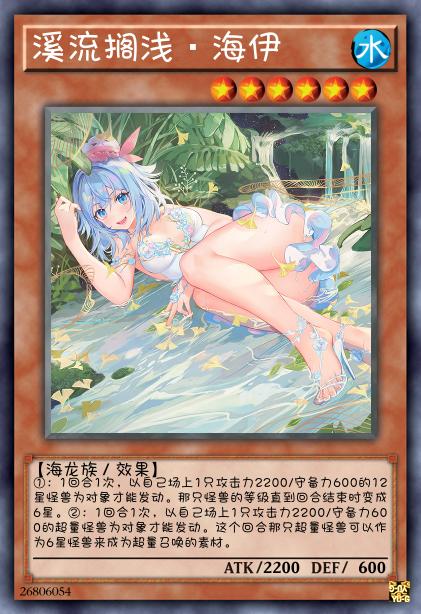 溪流搁浅·海伊
水
【海龙族/效果】
①：1回合1次，以自己场上1只攻击力2200/守备力600的12
星怪兽为对象才能发动。那只怪兽的等级直到回合结束时变成
6星。②：1回合1次，以自己场上1只攻击力2200/守备力60
0的超量怪兽为对象才能发动。这个回合那只超量怪兽可以作
为6星怪兽来成为超量召唤的素材。
ATK/2200 DEF/ 600
26806054